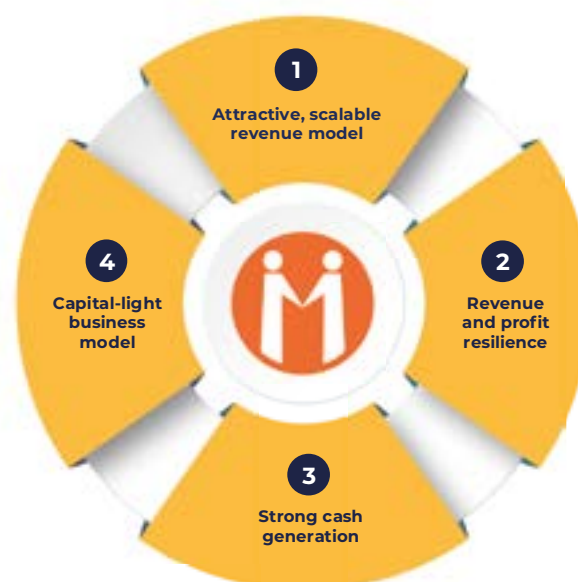 1
Attractive, scalable
revenue model
2
Revenue
and profit
resilience
3
Strong cash
generation
4
Capital-light
business
model